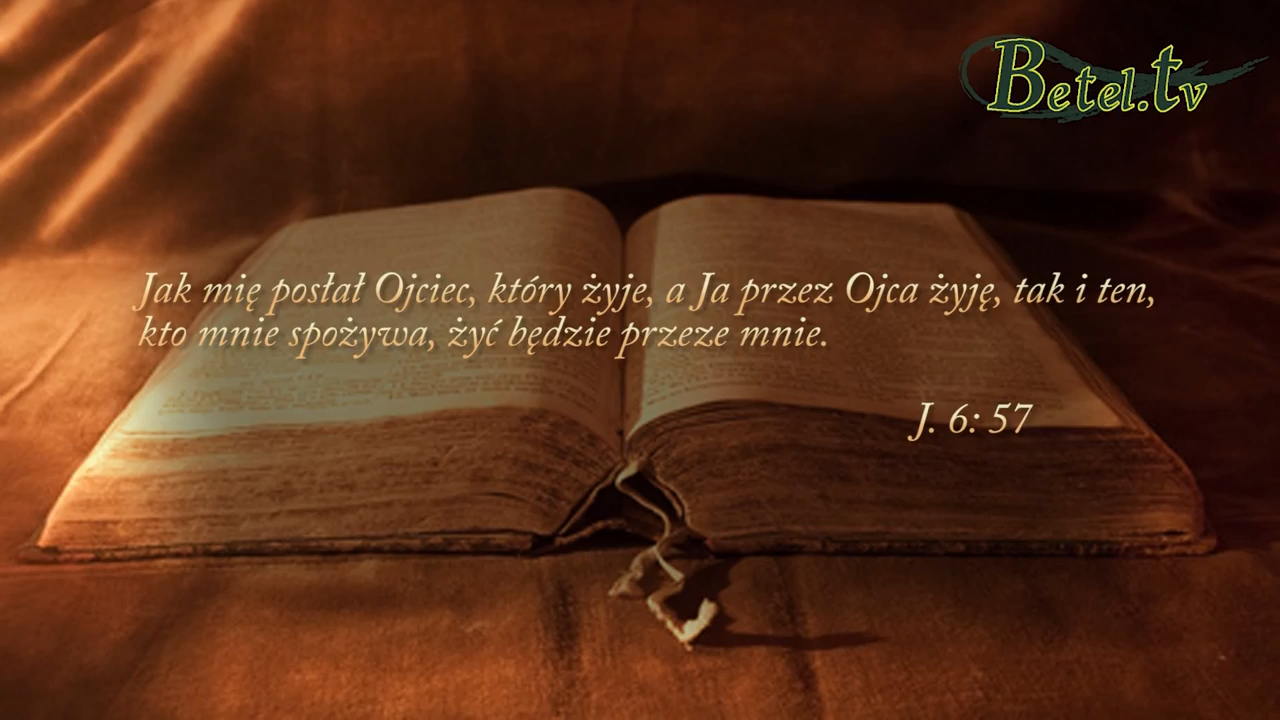 Betel.tv
Jak mię posłał Ojciec, który żyje, a Ja przez Ojca żyję, tak i ten,
kto mnie spożywa, żyć będzie przeze mnie.
J. 6: 57